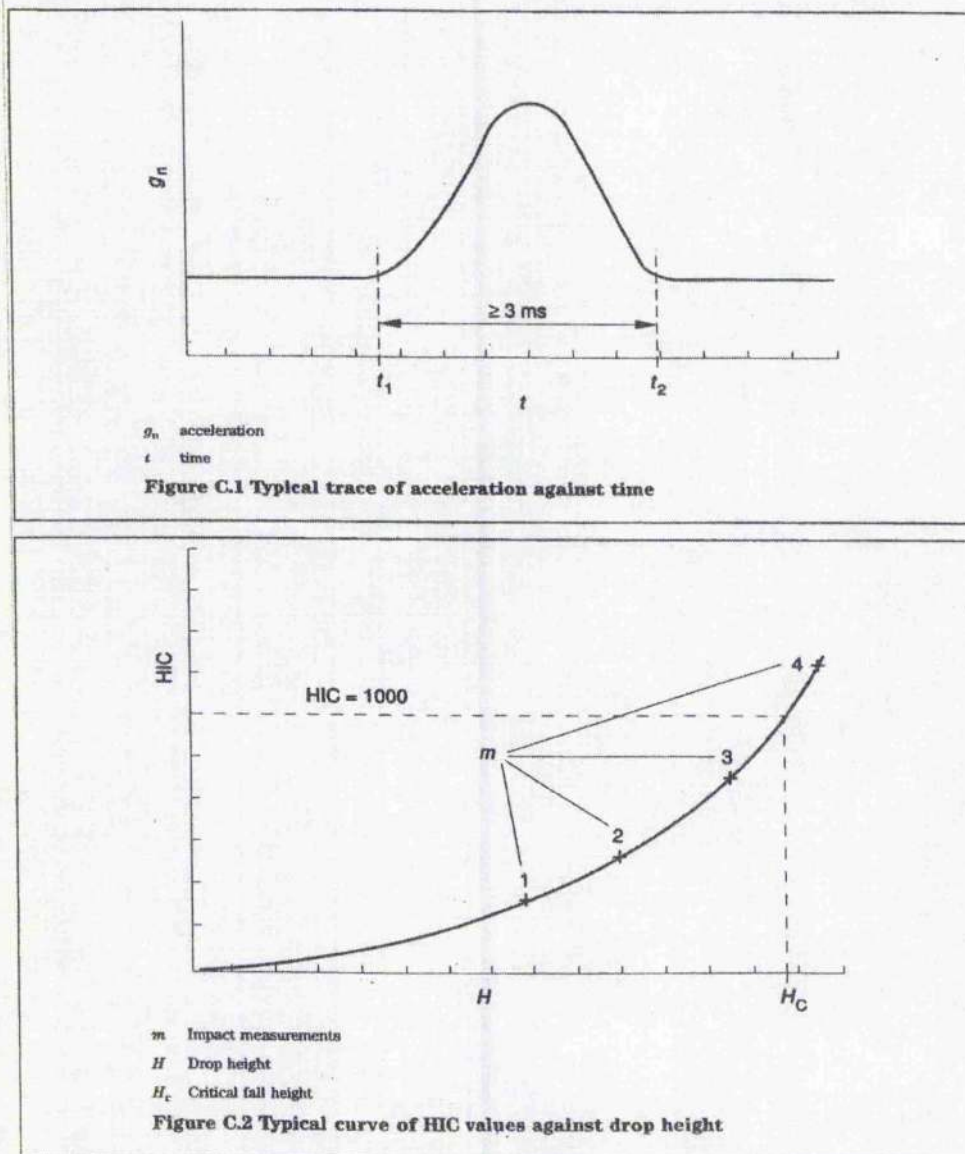 gn
≥ 3 ms
t1
t2
t
gn acceleration
t time
Figure C.1 Typical trace of acceleration against time
HIC
HIC = 1000
4
m
3
2
1
H
HC
m Impact measurements
H Drop height
Hc Critical fall height
Figure C.2 Typical curve of HIC values against drop height